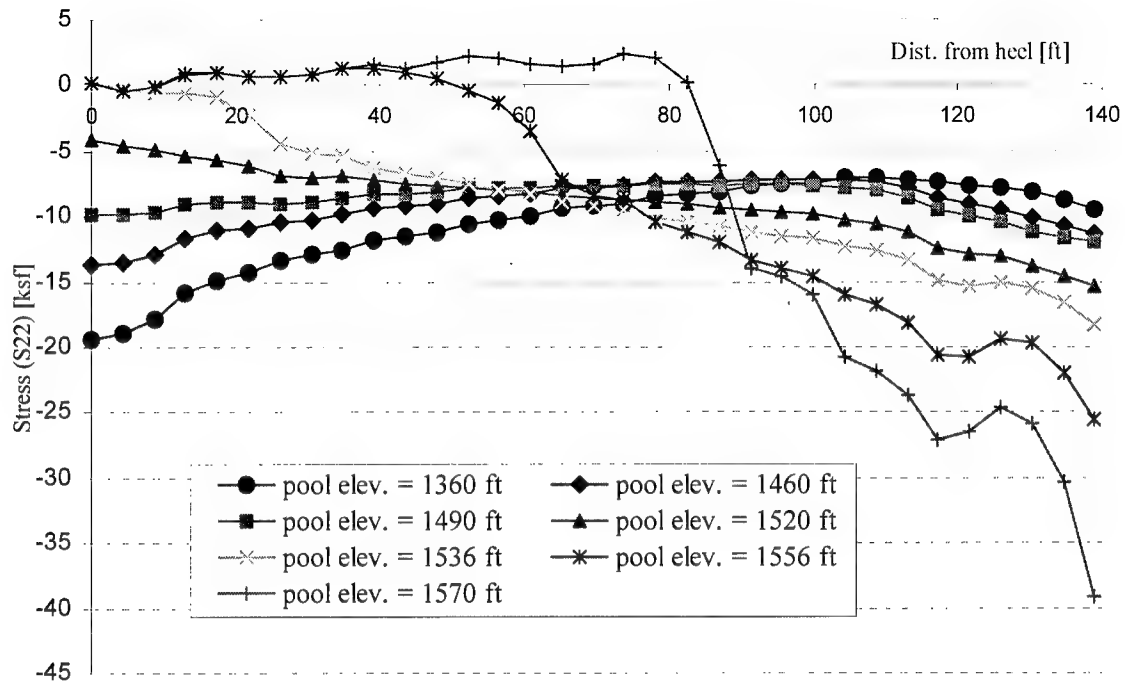 5
Dist. from heel [ft]
0
0 20 40 60 80 100 120 140
-5
-10
-15
-20
-25
-30
-35
-40
-45
Stress (S22) [ksf]
pool elev. = 1360 ft pool elev. = 1460 ft
pool elev. = 1490 ft pool elev. = 1520 ft
pool elev. = 1536 ft pool elev. = 1556 ft
pool elev. = 1570 ft